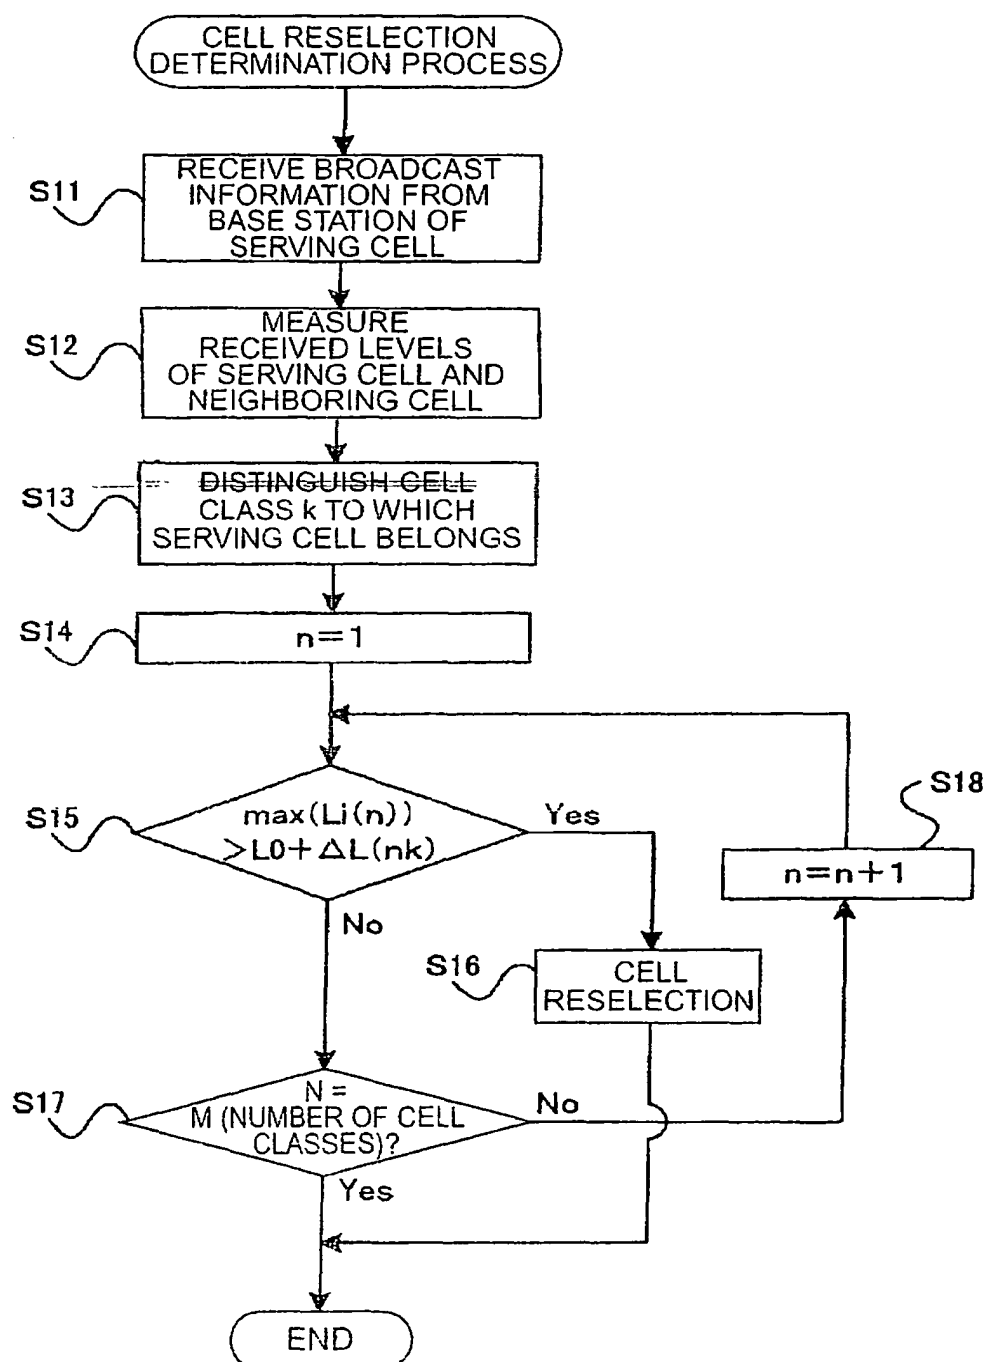 CELL RESELECTION
DETERMINATION PROCESS
S11
RECEIVE BROADCAST
INFORMATION FROM
BASE STATION OF
SERVING CELL
S12
MEASURE
RECEIVED LEVELS
OF SERVING CELL AND
NEIGHBORING CELL
S13
DISTINGUISH CELL
CLASS k TO WHICH
SERVING CELL BELONGS
S14
n=1
S15
max(Li(n))
>L0+ΔL(nk)
Yes
No
S18
n=n+1
S16
CELL
RESELECTION
S17
N =
M (NUMBER OF CELL
CLASSES)?
No
Yes
END